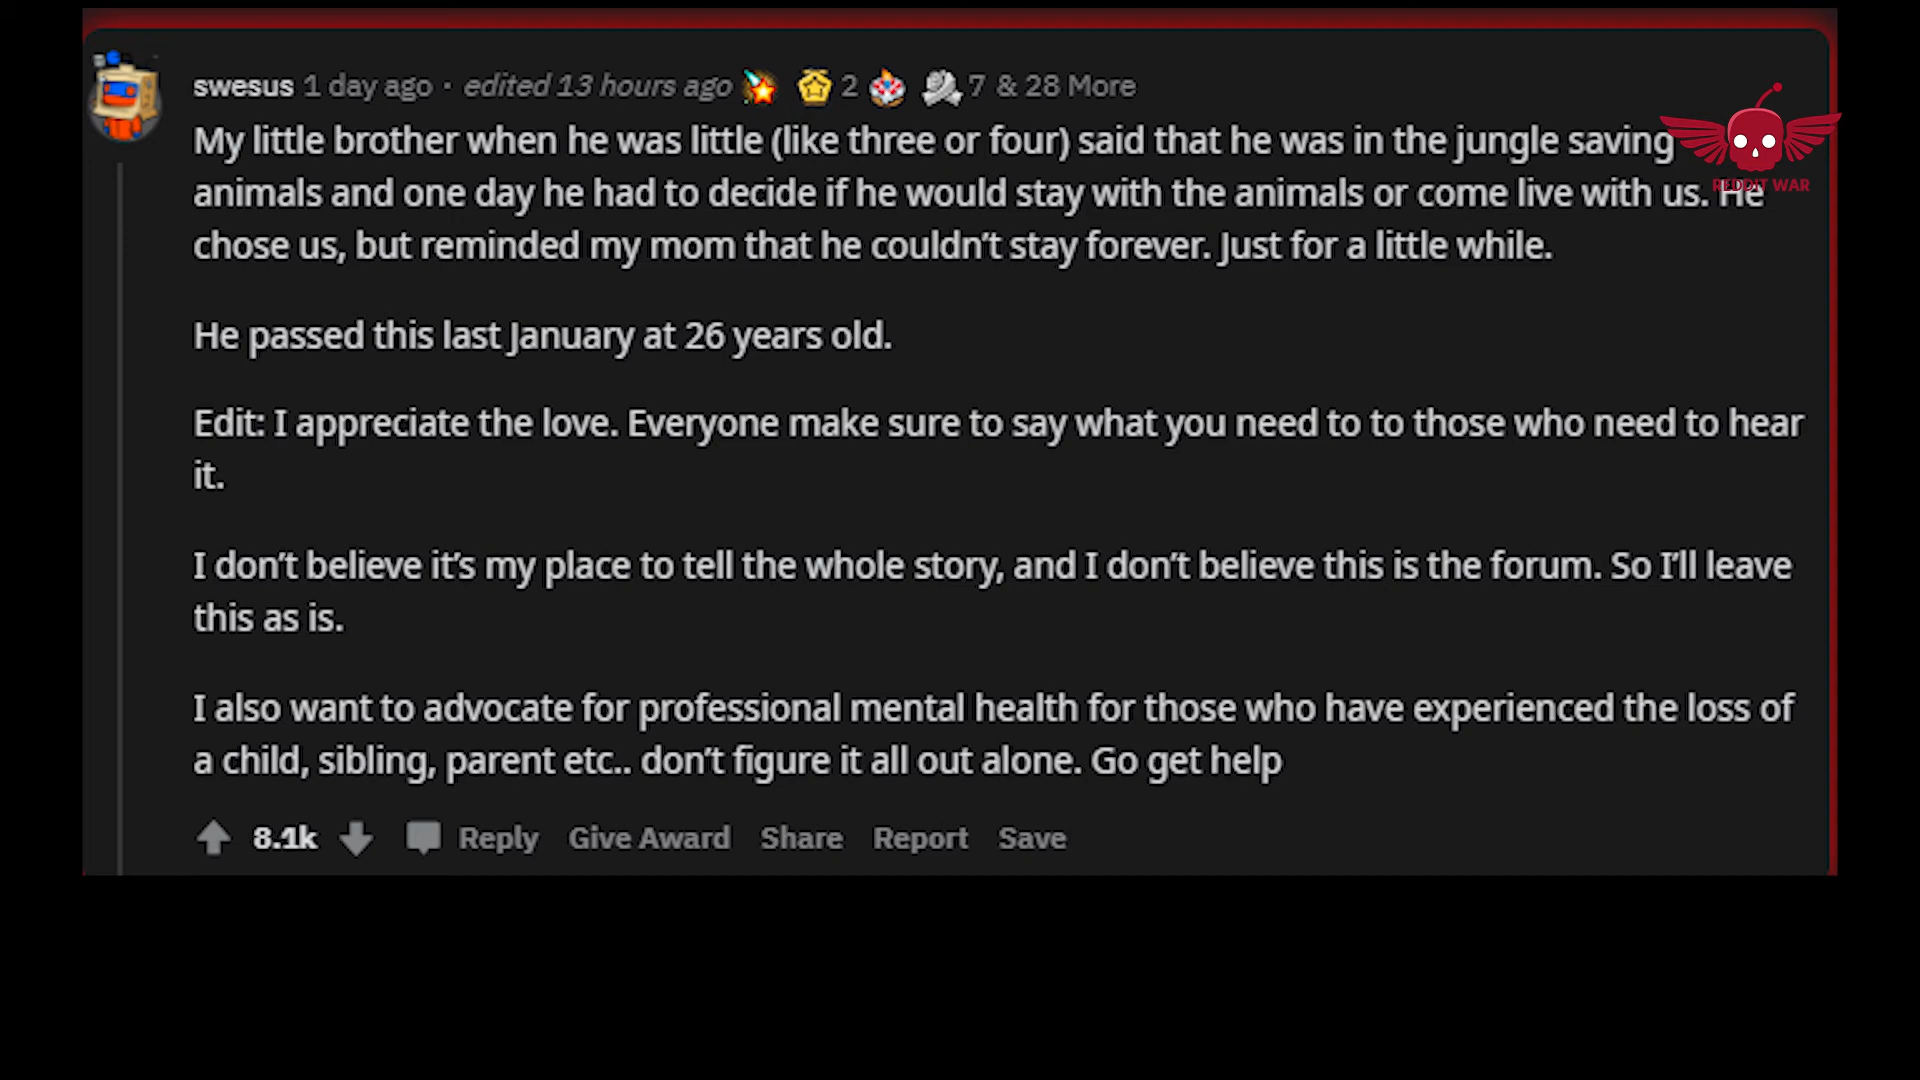 swesus 1 day ago · edited 13 hours ago 2 7 & 28 More
My little brother when he was little (like three or four) said that he was in the jungle saving
animals and one day he had to decide if he would stay with the animals or come live with us. He
chose us, but reminded my mom that he couldn't stay forever. Just for a little while.
He passed this last January at 26 years old.
Edit: I appreciate the love. Everyone make sure to say what you need to to those who need to hear
it.
I don't believe it's my place to tell the whole story, and I don't believe this is the forum. So I'll leave
this as is.
I also want to advocate for professional mental health for those who have experienced the loss of
a child, sibling, parent etc.. don't figure it all out alone. Go get help
8.1k Reply Give Award Share Report Save
REDDIT WAR